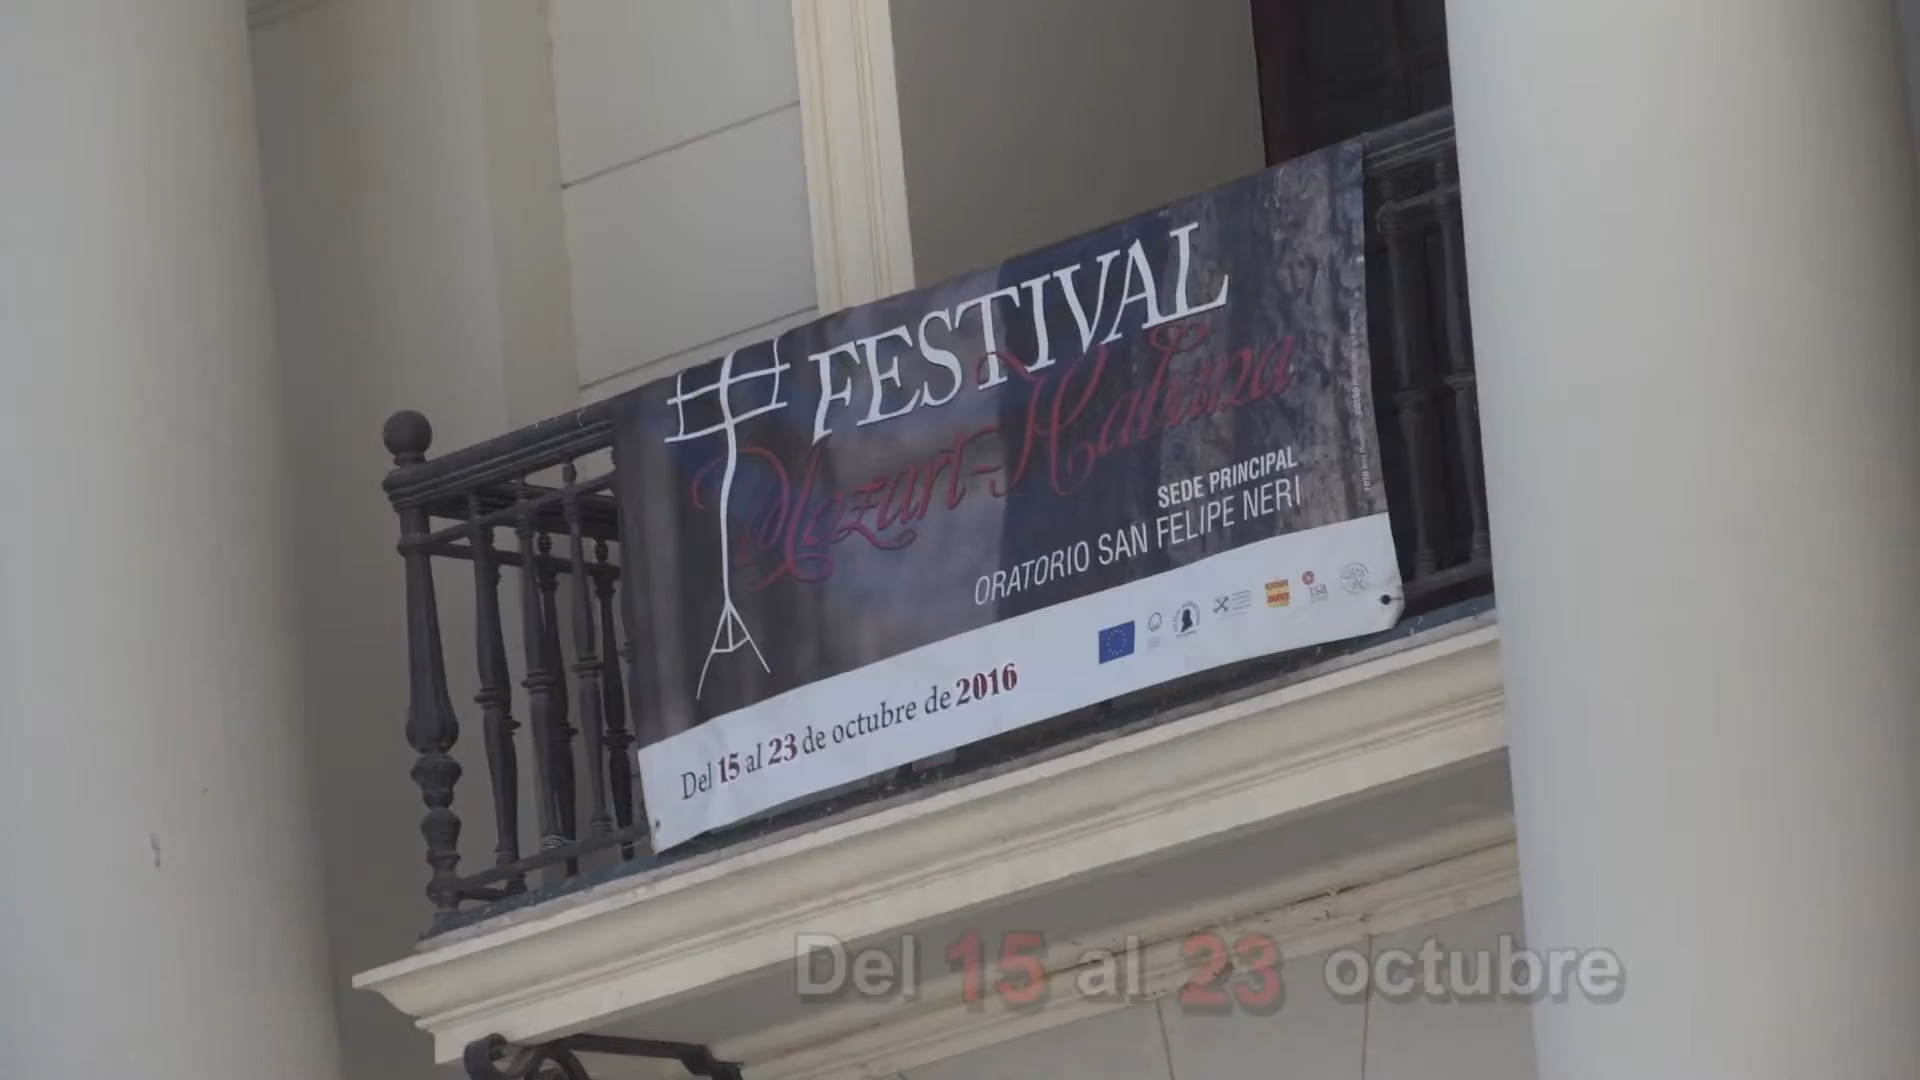 FESTIVAL
Mozart-Habana
SEDE PRINCIPAL
ORATORIO SAN FELIPE NERI
Del 15 al 23 de octubre de 2016
isa
Del 15 al 23 octubre